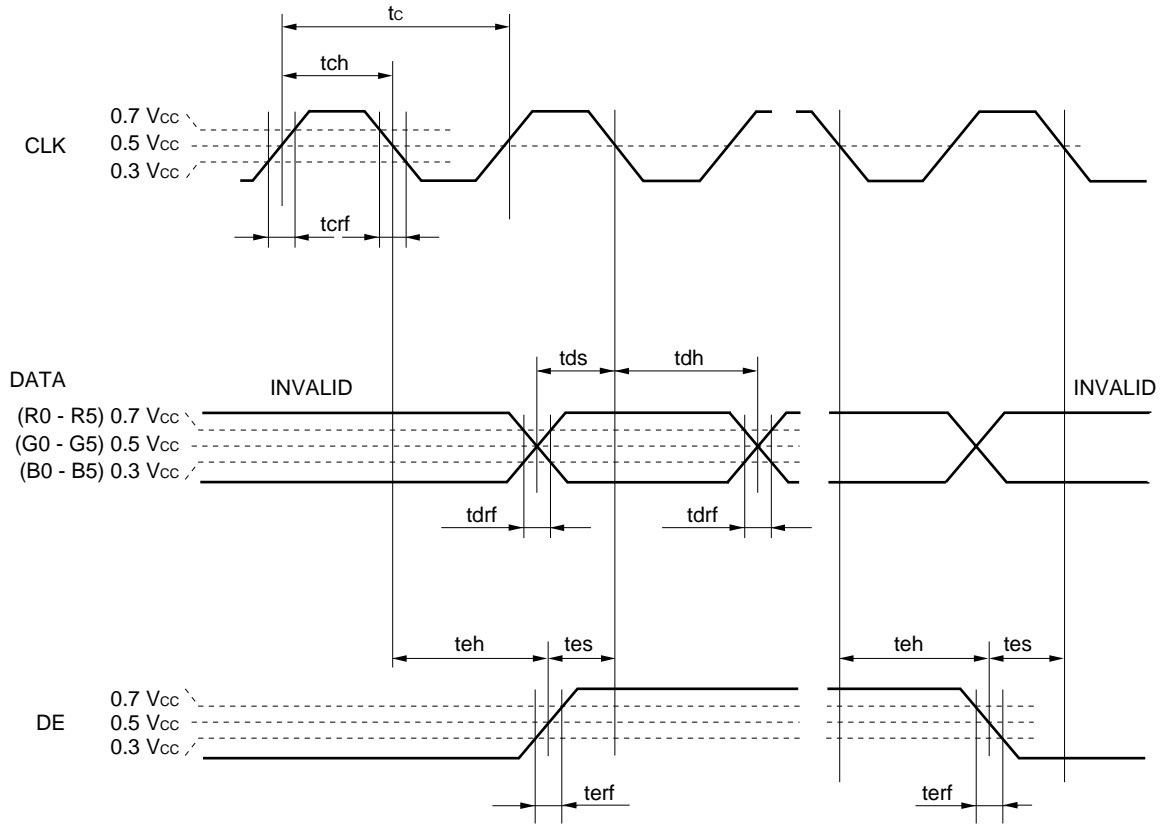 tc
tch
0.7 Vcc
CLK
0.5 Vcc
0.3 Vcc
tcrf
tds
tdh
DATA
INVALID
INVALID
(R0 - R5) 0.7 Vcc
(G0 - G5) 0.5 Vcc
(B0 - B5) 0.3 Vcc
tdrf
tdrf
teh
tes
teh
tes
0.7 Vcc
DE
0.5 Vcc
0.3 Vcc
terf
terf